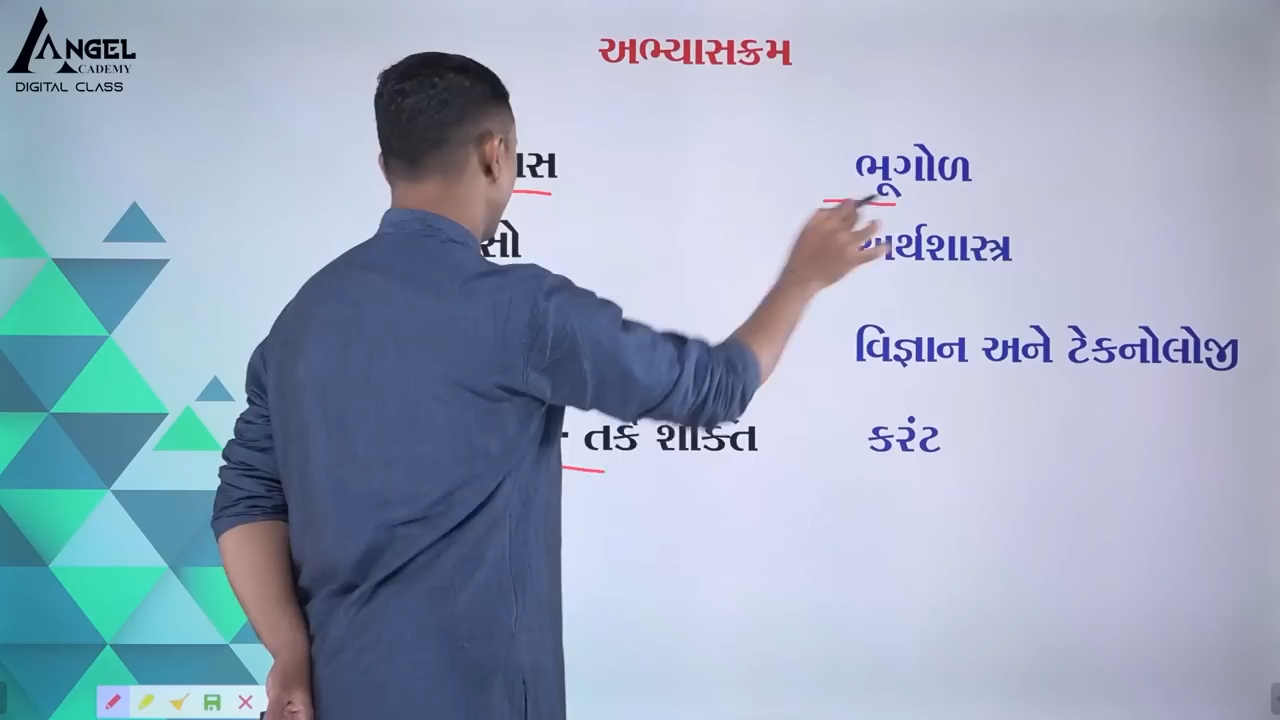 ANGEL
ACADEMY
DIGITAL CLASS
અભ્યાસક્રમ
ભૂગોળ
અર્થશાસ્ત્ર
વિજ્ઞાન અને ટેકનોલોજી
તર્ક શક્તિ
કરંટ